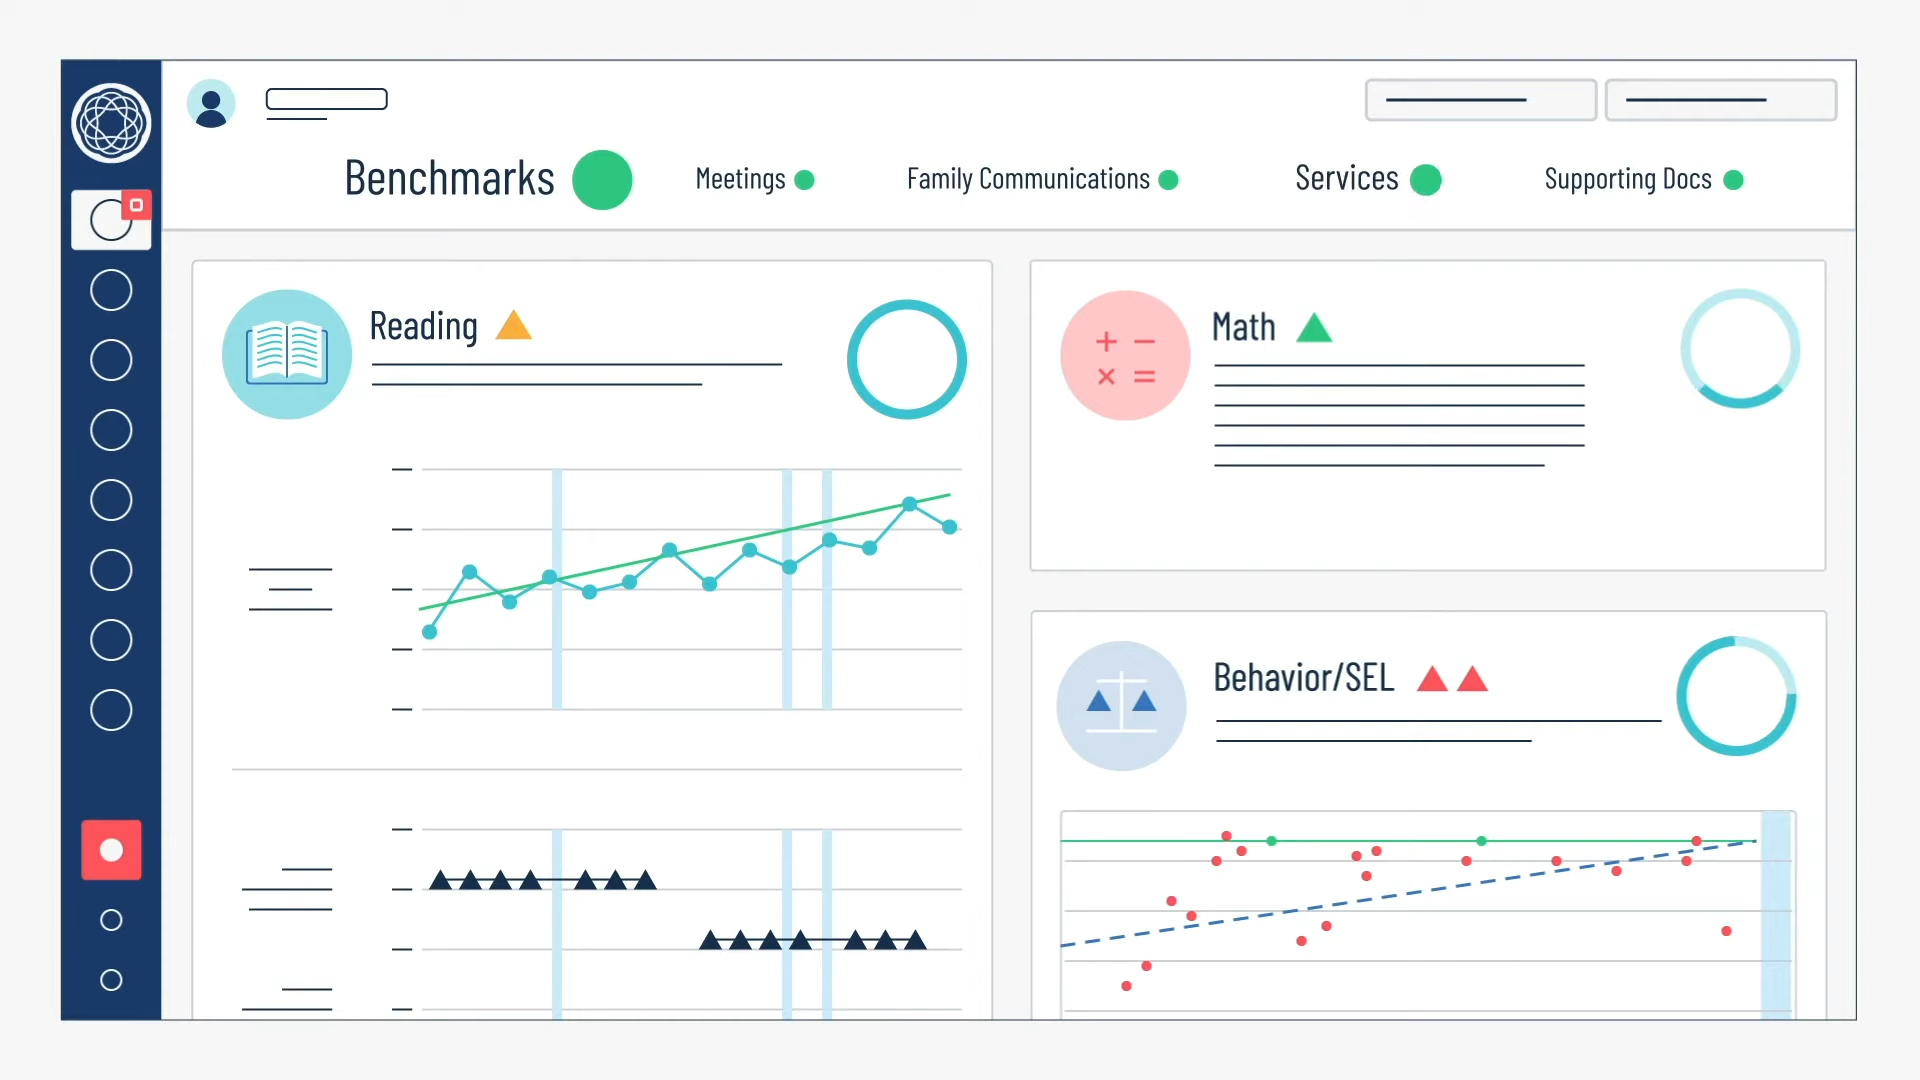 Benchmarks
Meetings
Family Communications
Services
Supporting Docs
Reading
Math
Behavior/SEL